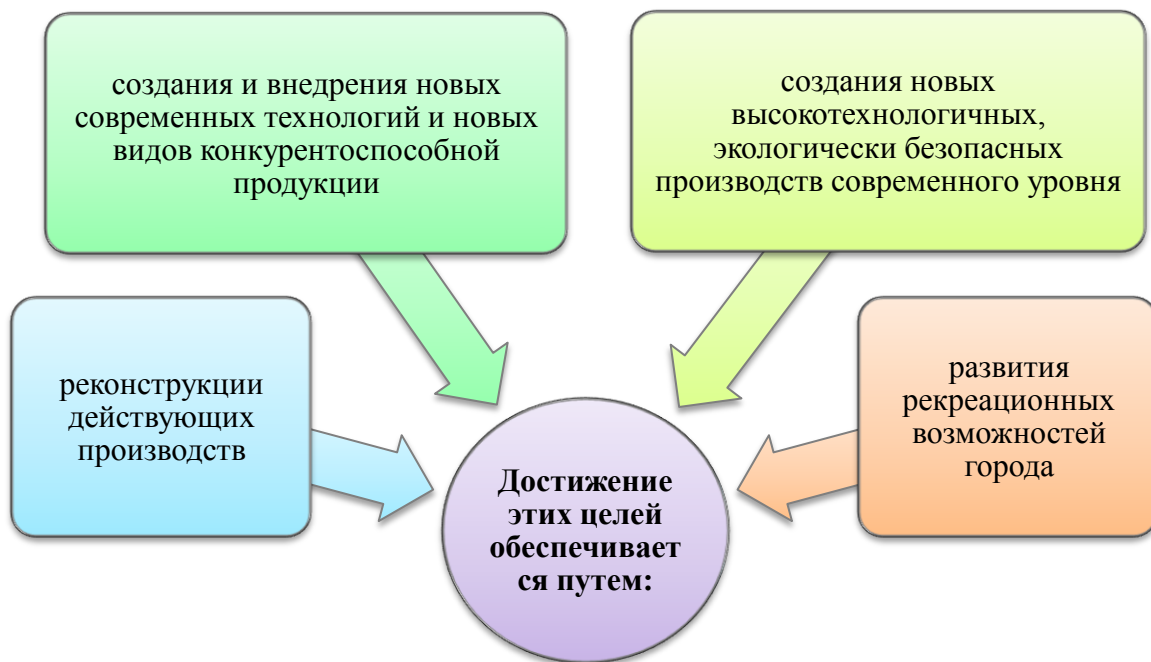 создания и внедрения новых
современных технологий и новых
видов конкурентоспособной
продукции
создания новых
высокотехнологичных,
экологически безопасных
производств современного уровня
реконструкции
действующих
производств
развития
рекреационных
возможностей
города
Достижение
этих целей
обеспечивает
ся путем: